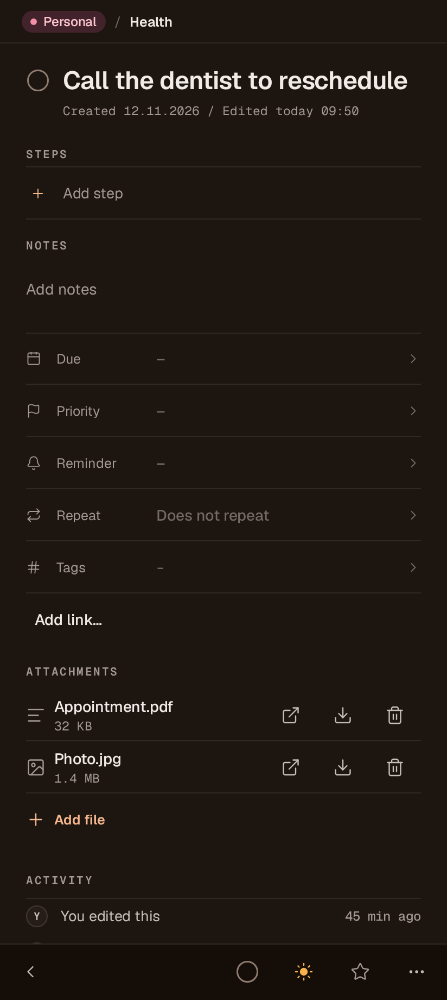 Personal / Health
Call the dentist to reschedule
Created 12.11.2026 / Edited today 09:50
STEPS
+ Add step
NOTES
Add notes
Due –
Priority –
Reminder –
Repeat Does not repeat
Tags –
Add link…
ATTACHMENTS
Appointment.pdf
32 KB
Photo.jpg
1.4 MB
+ Add file
ACTIVITY
Y You edited this 45 min ago